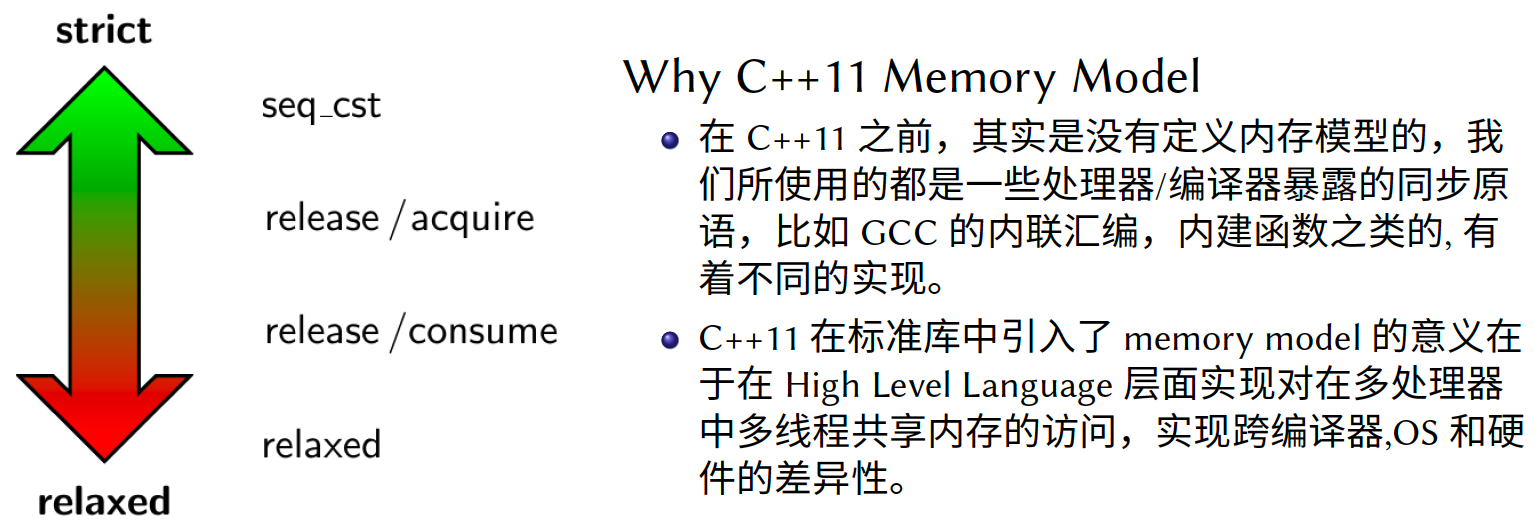 strict
seq_cst
release /acquire
release /consume
relaxed
relaxed
Why C++11 Memory Model
在 C++11 之前，其实是没有定义内存模型的，我
们所使用的都是一些处理器/编译器暴露的同步原
语，比如 GCC 的内联汇编，内建函数之类的, 有
着不同的实现。
C++11 在标准库中引入了 memory model 的意义在
于在 High Level Language 层面实现对在多处理器
中多线程共享内存的访问，实现跨编译器,OS 和硬
件的差异性。